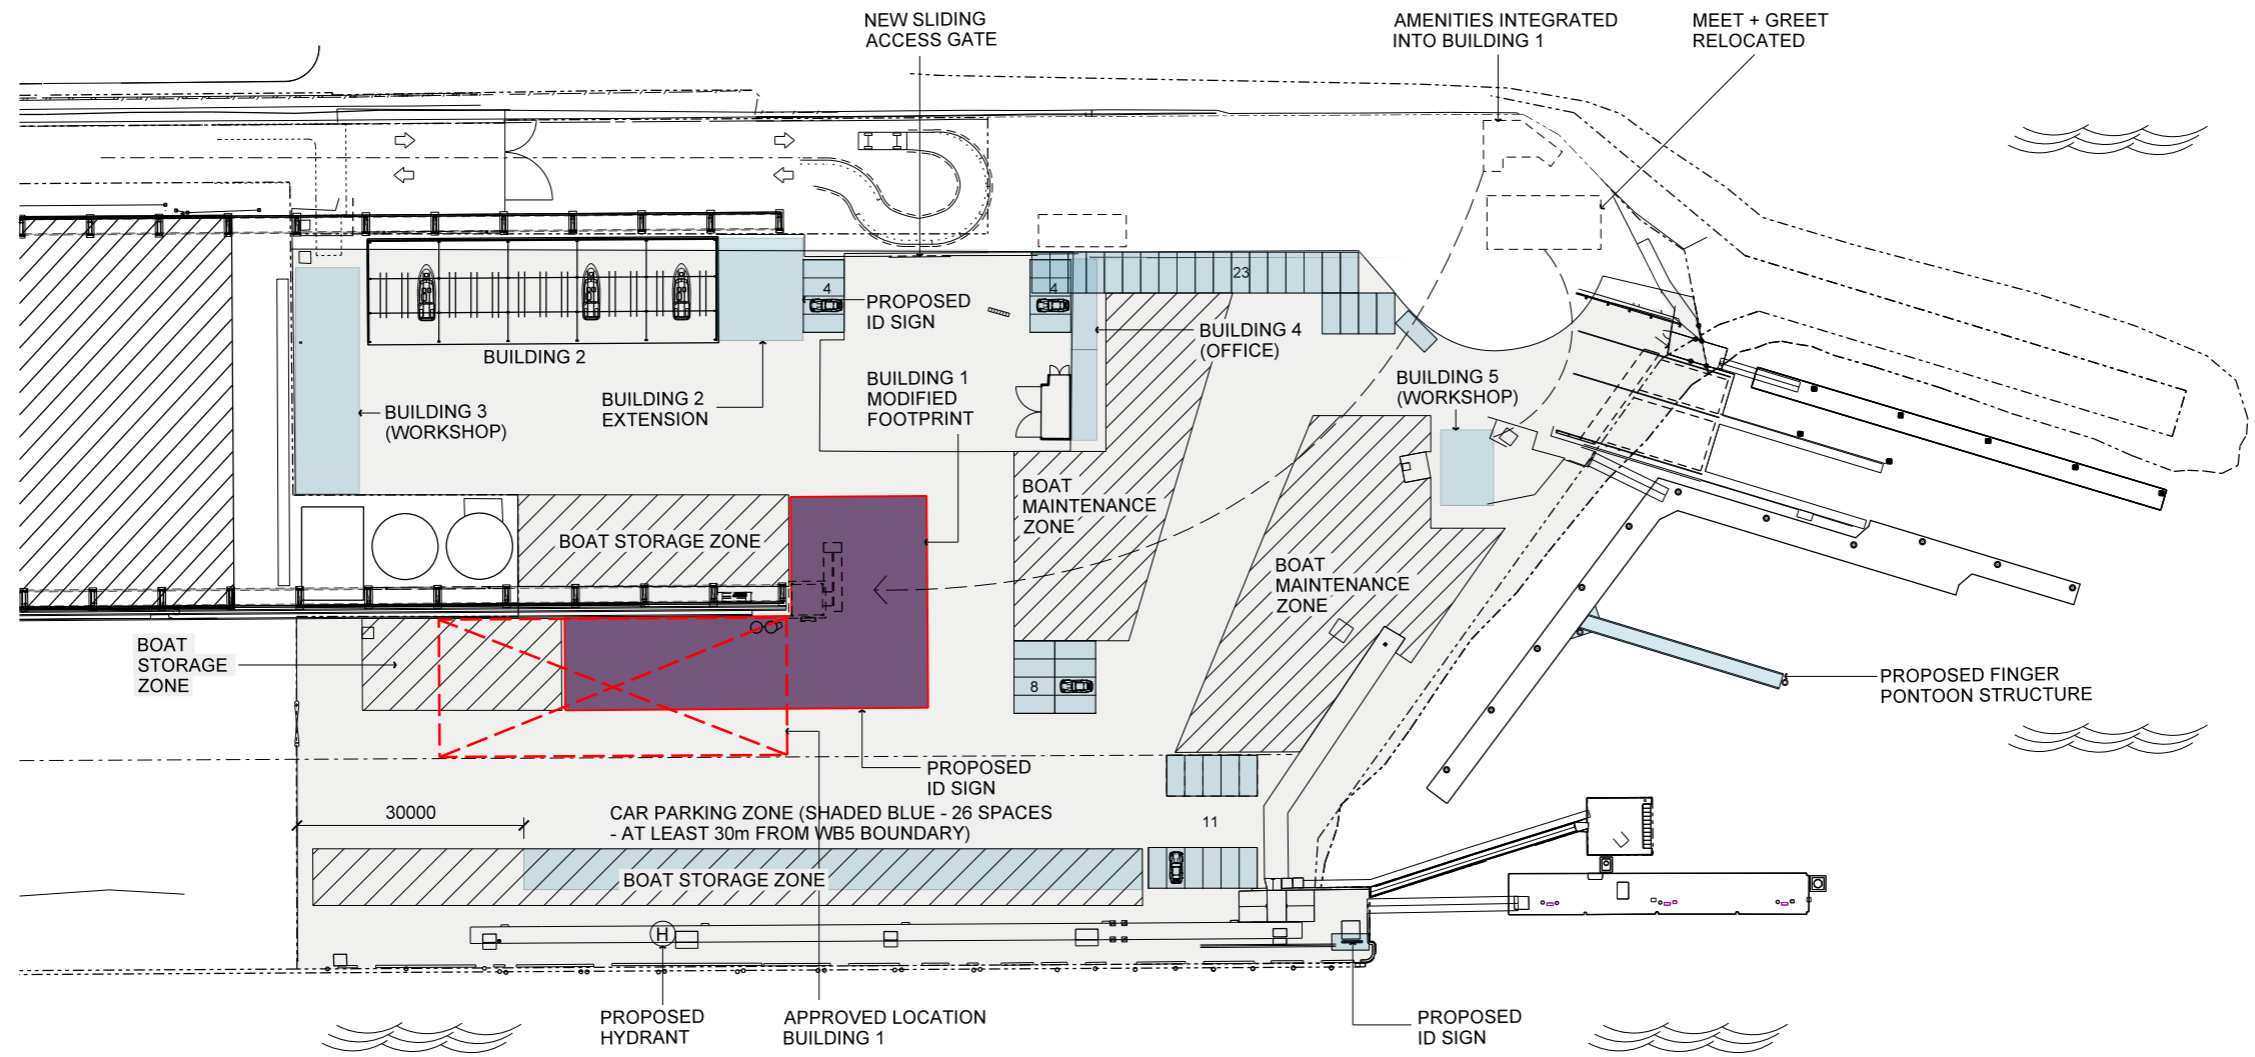 NEW SLIDING
ACCESS GATE
AMENITIES INTEGRATED
INTO BUILDING 1
MEET + GREET
RELOCATED
23
4
4
PROPOSED
ID SIGN
BUILDING 4
(OFFICE)
BUILDING 2
BUILDING 1
MODIFIED
FOOTPRINT
BUILDING 5
(WORKSHOP)
BUILDING 2
EXTENSION
BUILDING 3
(WORKSHOP)
BOAT
MAINTENANCE
ZONE
BOAT STORAGE ZONE
BOAT
MAINTENANCE
ZONE
BOAT
STORAGE
ZONE
8
PROPOSED FINGER
PONTOON STRUCTURE
PROPOSED
ID SIGN
30000
CAR PARKING ZONE (SHADED BLUE - 26 SPACES
- AT LEAST 30m FROM WB5 BOUNDARY)
11
BOAT STORAGE ZONE
H
PROPOSED
HYDRANT
APPROVED LOCATION
BUILDING 1
PROPOSED
ID SIGN